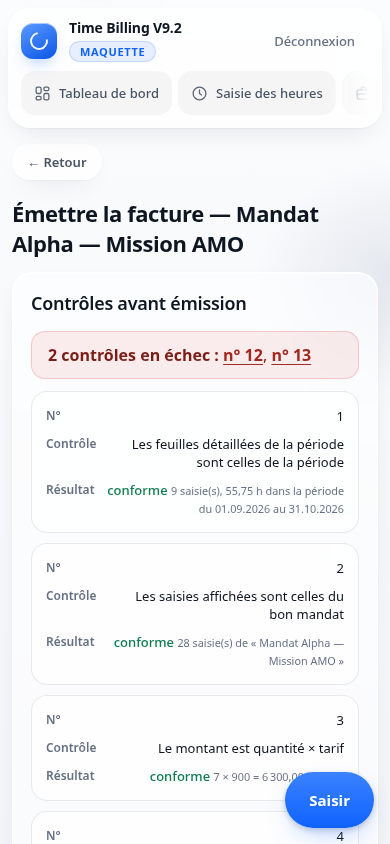 Time Billing V9.2
MAQUETTE
Déconnexion
Tableau de bord
Saisie des heures
← Retour
Émettre la facture — Mandat
Alpha — Mission AMO
Contrôles avant émission
2 contrôles en échec : n° 12, n° 13
N° 1
Contrôle Les feuilles détaillées de la période
sont celles de la période
Résultat conforme 9 saisie(s), 55,75 h dans la période
du 01.09.2026 au 31.10.2026
N° 2
Contrôle Les saisies affichées sont celles du
bon mandat
Résultat conforme 28 saisie(s) de « Mandat Alpha —
Mission AMO »
N° 3
Contrôle Le montant est quantité × tarif
Résultat conforme 7 × 900 = 6 300,00
Saisir
N° 4